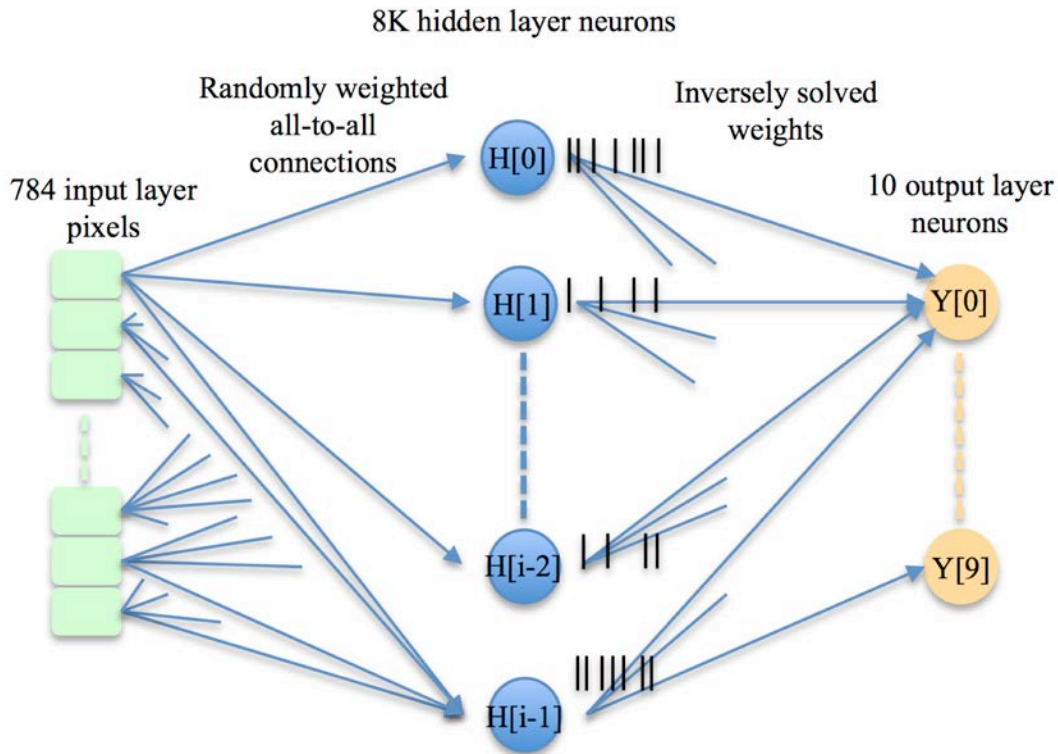 8K hidden layer neurons
Randomly weighted
all-to-all
connections
Inversely solved
weights
784 input layer
pixels
10 output layer
neurons
H[0]
H[1]
Y[0]
H[i-2]
Y[9]
H[i-1]